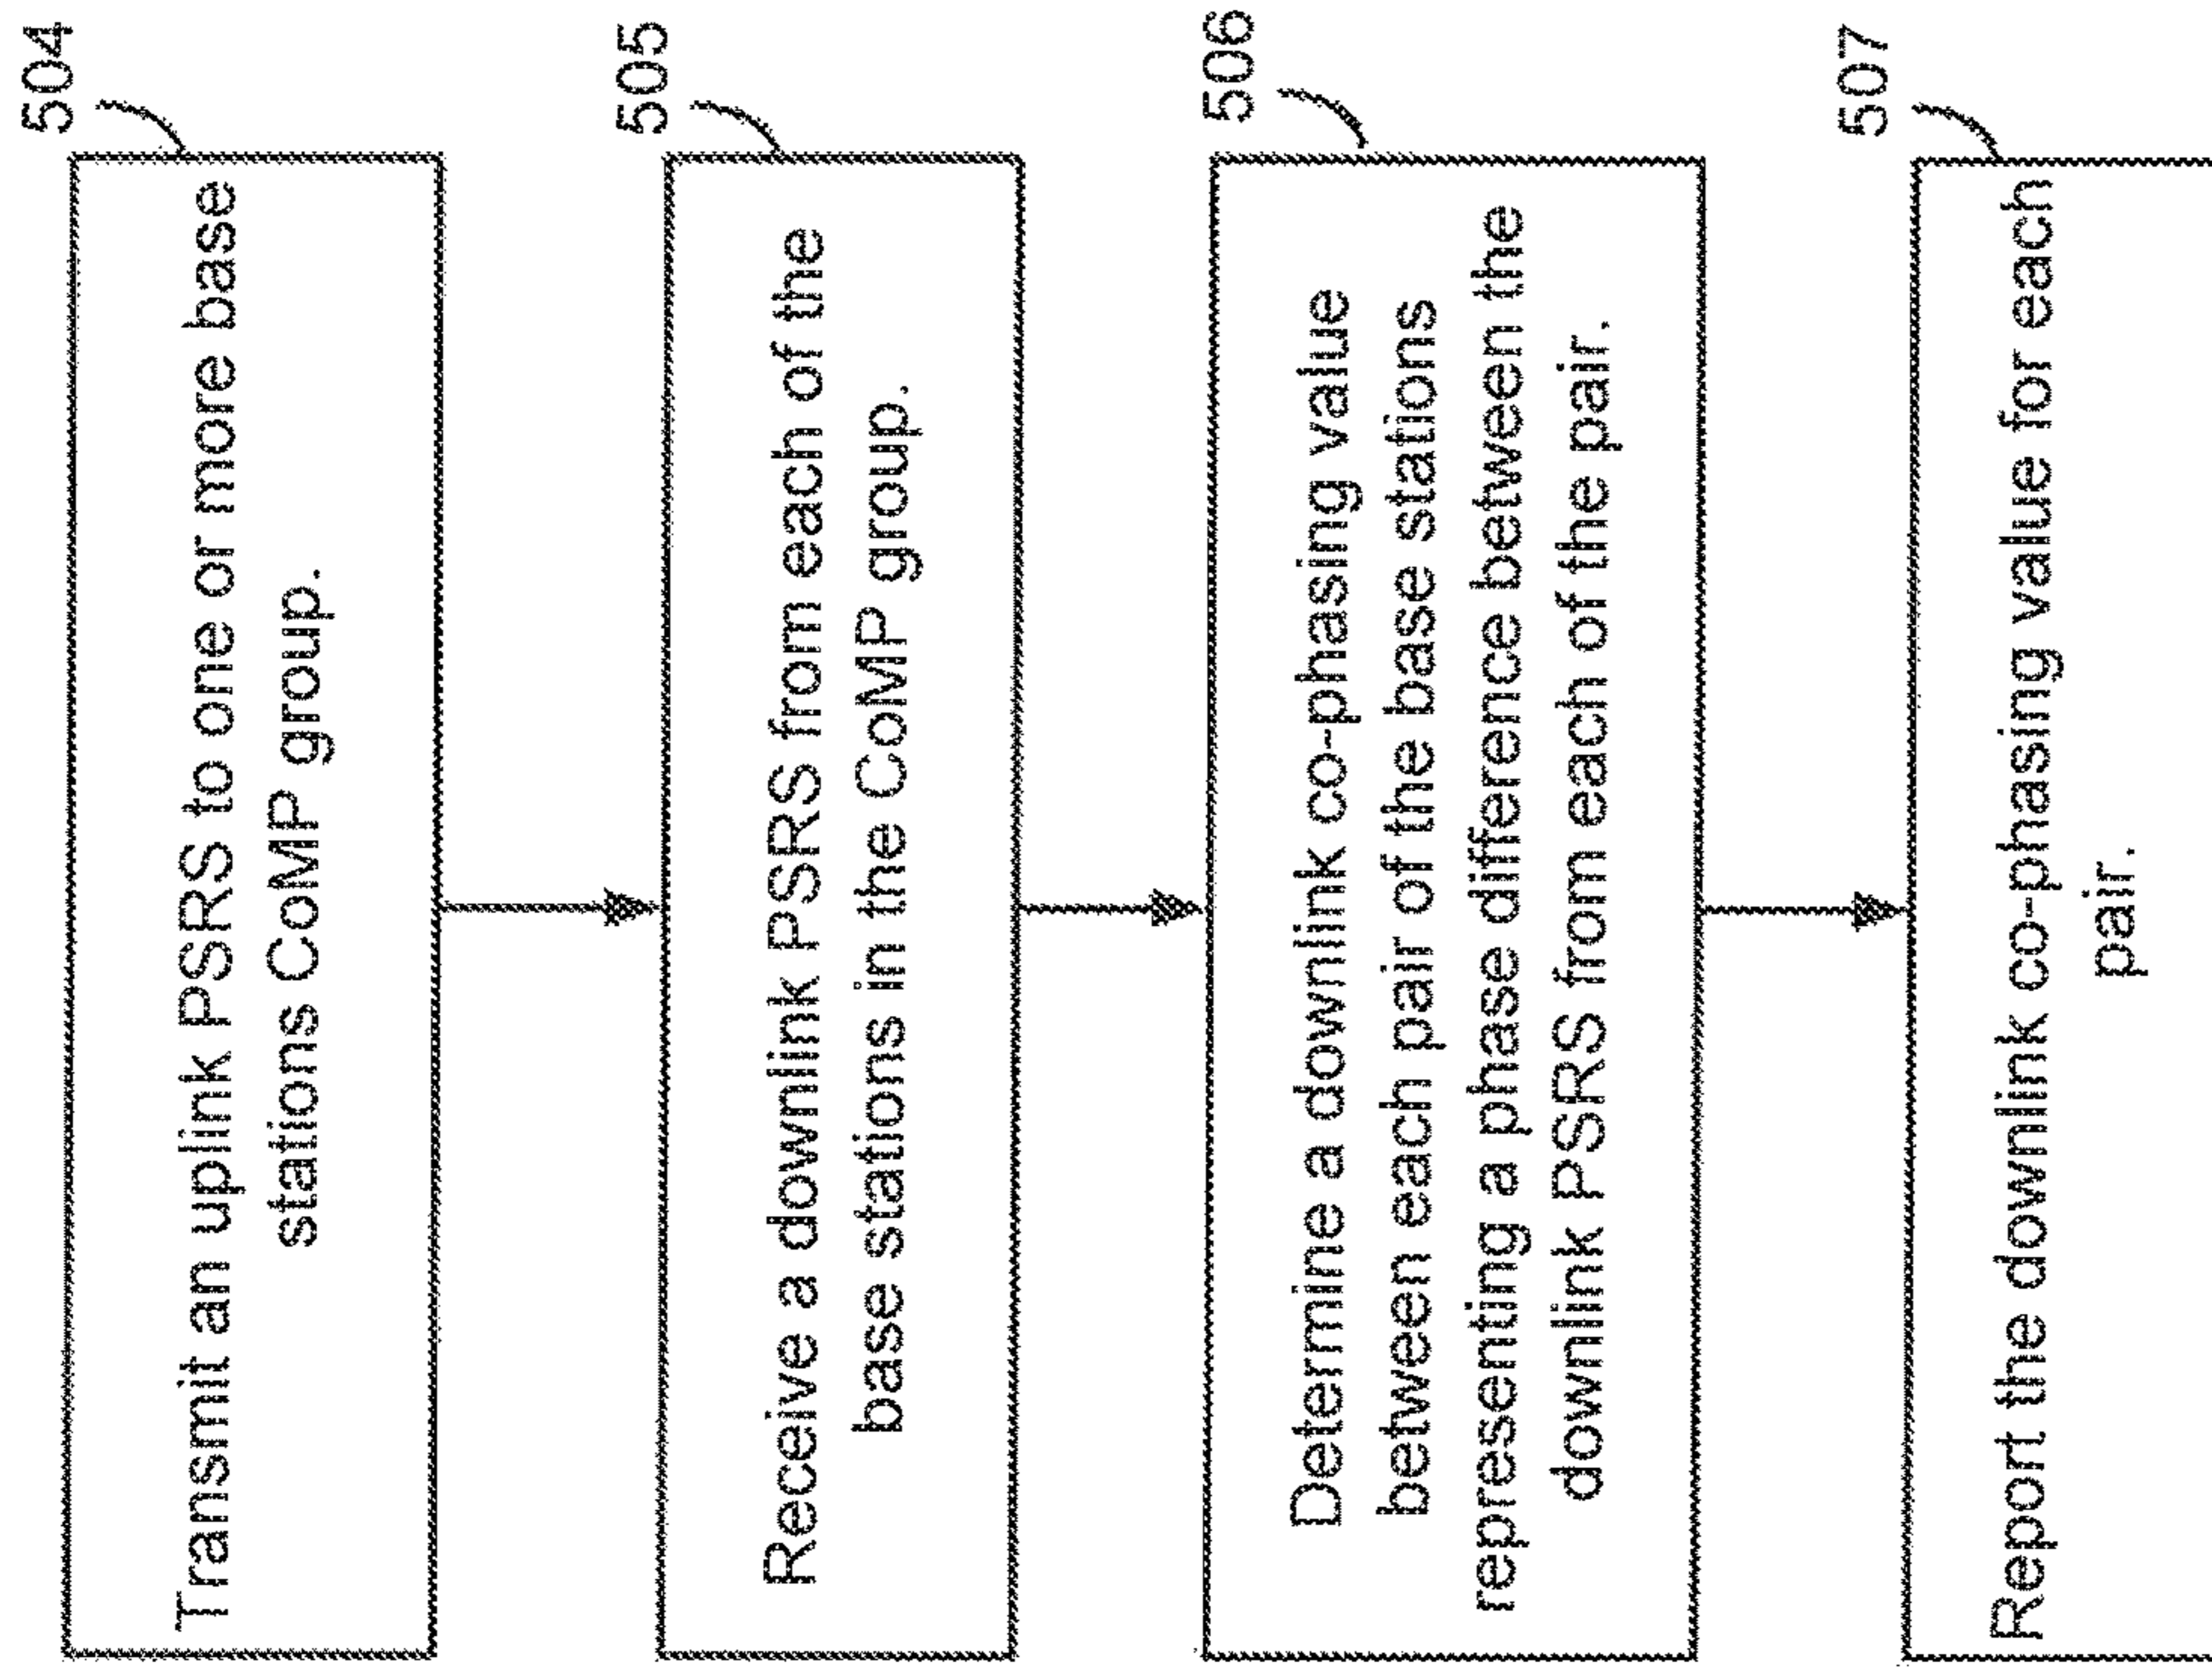 504
Transmit an uplink PSRS to one or more base
stations CoMP group.
505
Receive a downlink PSRS from each of the
base stations in the CoMP group.
506
Determine a downlink co-phasing value
between each pair of the base stations
representing a phase difference between the
downlink PSRS from each of the pair.
507
Report the downlink co-phasing value for each
pair.